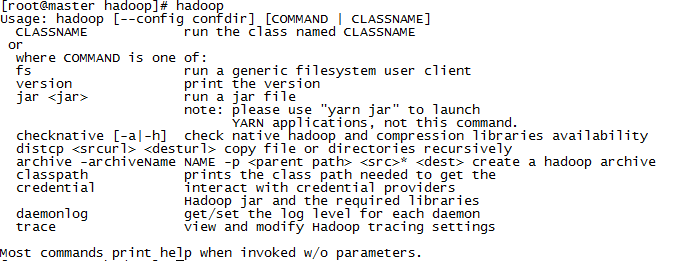 [root@master hadoop]# hadoop
Usage: hadoop [--config confdir] [COMMAND | CLASSNAME]
  CLASSNAME            run the class named CLASSNAME
 or
  where COMMAND is one of:
  fs                   run a generic filesystem user client
  version              print the version
  jar <jar>            run a jar file
                       note: please use "yarn jar" to launch
                             YARN applications, not this command.
  checknative [-a|-h]  check native hadoop and compression libraries availability
  distcp <srcurl> <desturl> copy file or directories recursively
  archive -archiveName NAME -p <parent path> <src>* <dest> create a hadoop archive
  classpath            prints the class path needed to get the
  credential           interact with credential providers
                       Hadoop jar and the required libraries
  daemonlog            get/set the log level for each daemon
  trace                view and modify Hadoop tracing settings

Most commands print help when invoked w/o parameters.